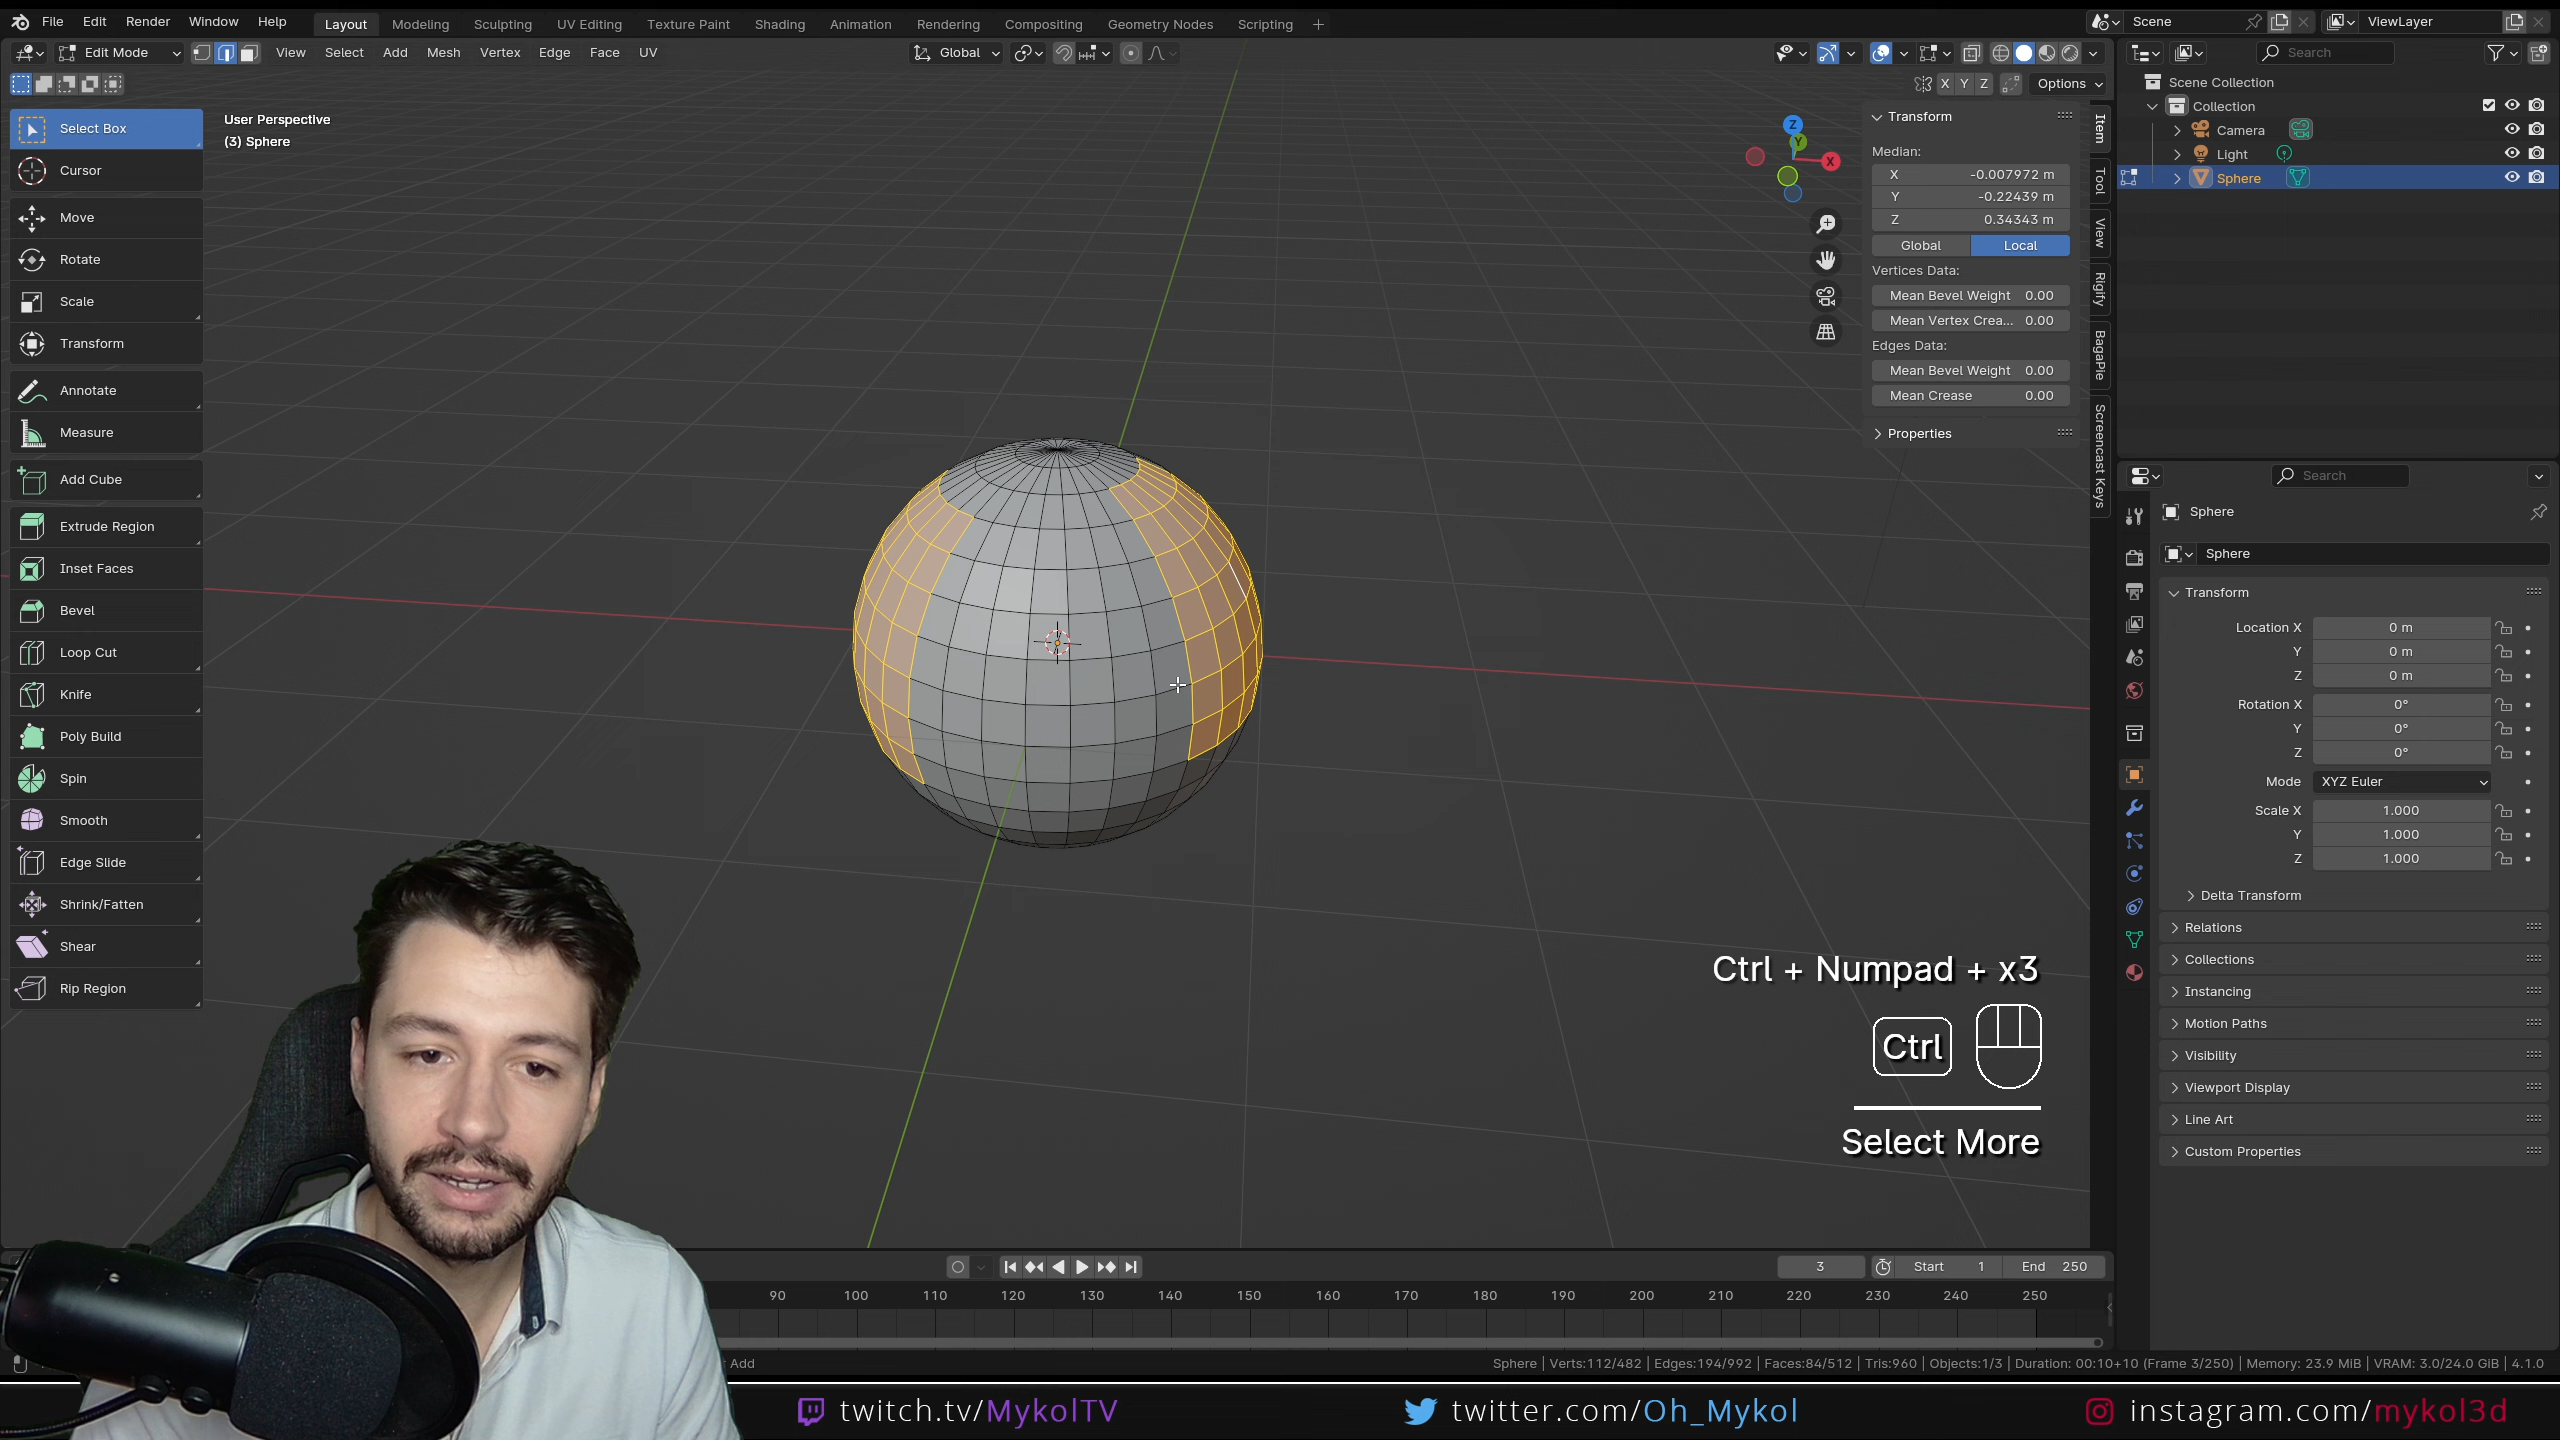 File Edit Render Window Help Layout Modeling Sculpting UV Editing Texture Paint Shading Animation Rendering Compositing Geometry Nodes Scripting Scene ViewLayer
Edit Mode View Select Add Mesh Vertex Edge Face UV Global Search
X Y Z Options
User Perspective
(3) Sphere
Select Box
Cursor
Move
Rotate
Scale
Transform
Annotate
Measure
Add Cube
Extrude Region
Inset Faces
Bevel
Loop Cut
Knife
Poly Build
Spin
Smooth
Edge Slide
Shrink/Fatten
Shear
Rip Region
Z
Y
X
Transform
Median:
X -0.007972 m
Y -0.22439 m
Z 0.34343 m
Global Local
Vertices Data:
Mean Bevel Weight 0.00
Mean Vertex Crea... 0.00
Edges Data:
Mean Bevel Weight 0.00
Mean Crease 0.00
Properties
Item
Tool
View
Rigify
BagaPie
Screencast Keys
Scene Collection
Collection
Camera
Light
Sphere
Search
Sphere
Sphere
Transform
Location X 0 m
Y 0 m
Z 0 m
Rotation X 0°
Y 0°
Z 0°
Mode XYZ Euler
Scale X 1.000
Y 1.000
Z 1.000
Delta Transform
Relations
Collections
Instancing
Motion Paths
Visibility
Viewport Display
Line Art
Custom Properties
Ctrl + Numpad + x3
Ctrl
Select More
3 Start 1 End 250
90 100 110 120 130 140 150 160 170 180 190 200 210 220 230 240 250
Add
Sphere | Verts:112/482 | Edges:194/992 | Faces:84/512 | Tris:960 | Objects:1/3 | Duration: 00:10+10 (Frame 3/250) | Memory: 23.9 MiB | VRAM: 3.0/24.0 GiB | 4.1.0
twitch.tv/MykolTV twitter.com/Oh_Mykol instagram.com/mykol3d